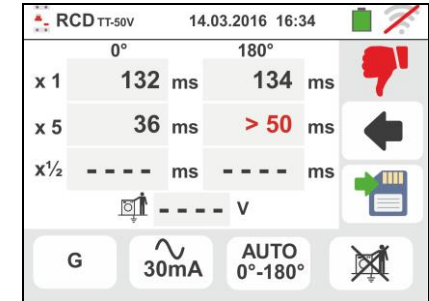 RCD TT-50V 14.03.2016 16:34
0° 180°
x 1 132 ms 134 ms
x 5 36 ms > 50 ms
x½ - - - - ms - - - - ms
- - - - V
G 30mA AUTO 0°-180°